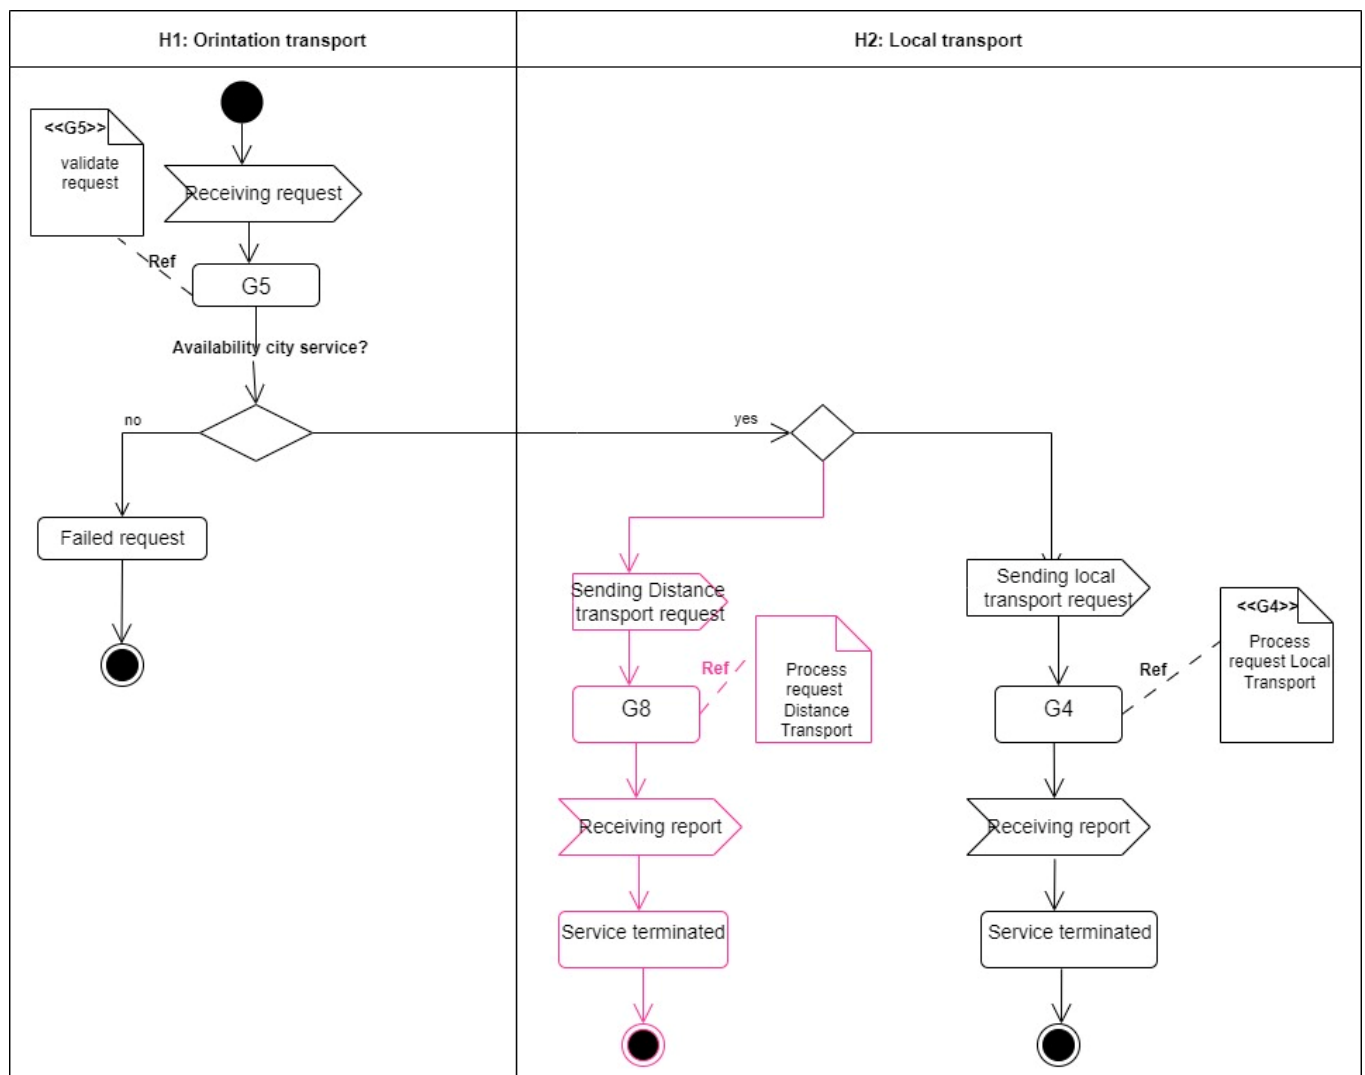 H1: Orintation transport
H2: Local transport
<<G5>>
validate
request
Receiving request
Ref
G5
Availability city service?
no
yes
Failed request
Sending Distance
transport request
Sending local
transport request
<<G4>>
Process
request Local
Transport
Ref
Process
request
Distance
Transport
Ref
G8
G4
Receiving report
Receiving report
Service terminated
Service terminated